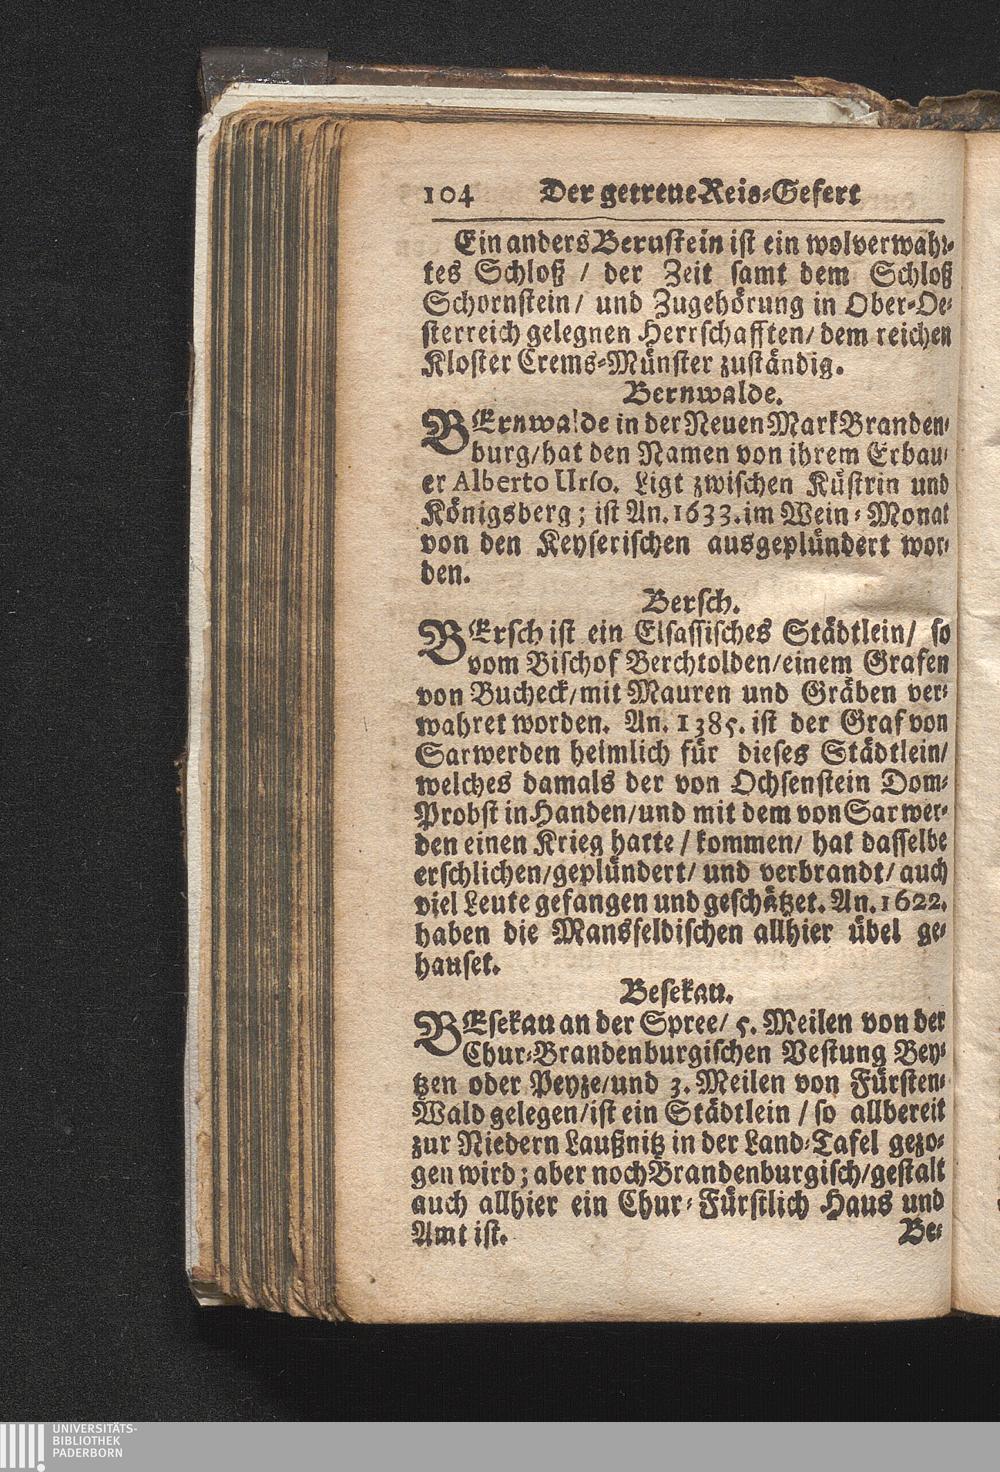 104 Der getreue Reis-Gefert
Ein anders Bernstein ist ein wolverwahr-
tes Schloß / der Zeit samt dem Schloß
Schornstein / und Zugehörung in Ober-Oe-
sterreich gelegnen Herrschafften / dem reichen
Kloster Crems-Münster zuständig.
Bernwalde.
BErnwalde in der Neuen Mark Branden-
burg / hat den Namen von ihrem Erbau-
er Alberto Urso. Ligt zwischen Küstrin und
Königsberg; ist An. 1633. im Wein-Monat
von den Keyserischen ausgeplündert wor-
den.
Bersch.
BErsch ist ein Elsassisches Städtlein / so
vom Bischof Berchtolden / einem Grafen
von Bucheck / mit Mauren und Gräben ver-
wahret worden. An. 1385. ist der Graf von
Sarwerden heimlich für dieses Städtlein /
welches damals der von Ochsenstein Dom-
Probst in Handen / und mit dem von Sarwer-
den einen Krieg hatte / kommen / hat dasselbe
erschlichen / geplündert / und verbrandt / auch
viel Leute gefangen und geschätzet. An. 1622.
haben die Mansfeldischen allhier übel ge-
hauset.
Besekau.
BEsekau an der Spree / 5. Meilen von der
Chur-Brandenburgischen Vestung Bey-
tzen oder Peyze / und 3. Meilen von Fürsten-
Wald gelegen / ist ein Städtlein / so allbereit
zur Niedern Laußnitz in der Land-Tafel gezo-
gen wird; aber noch Brandenburgisch / gestalt
auch allhier ein Chur-Fürstlich Haus und
Amt ist.
Be-
UNIVERSITÄTS-
BIBLIOTHEK
PADERBORN